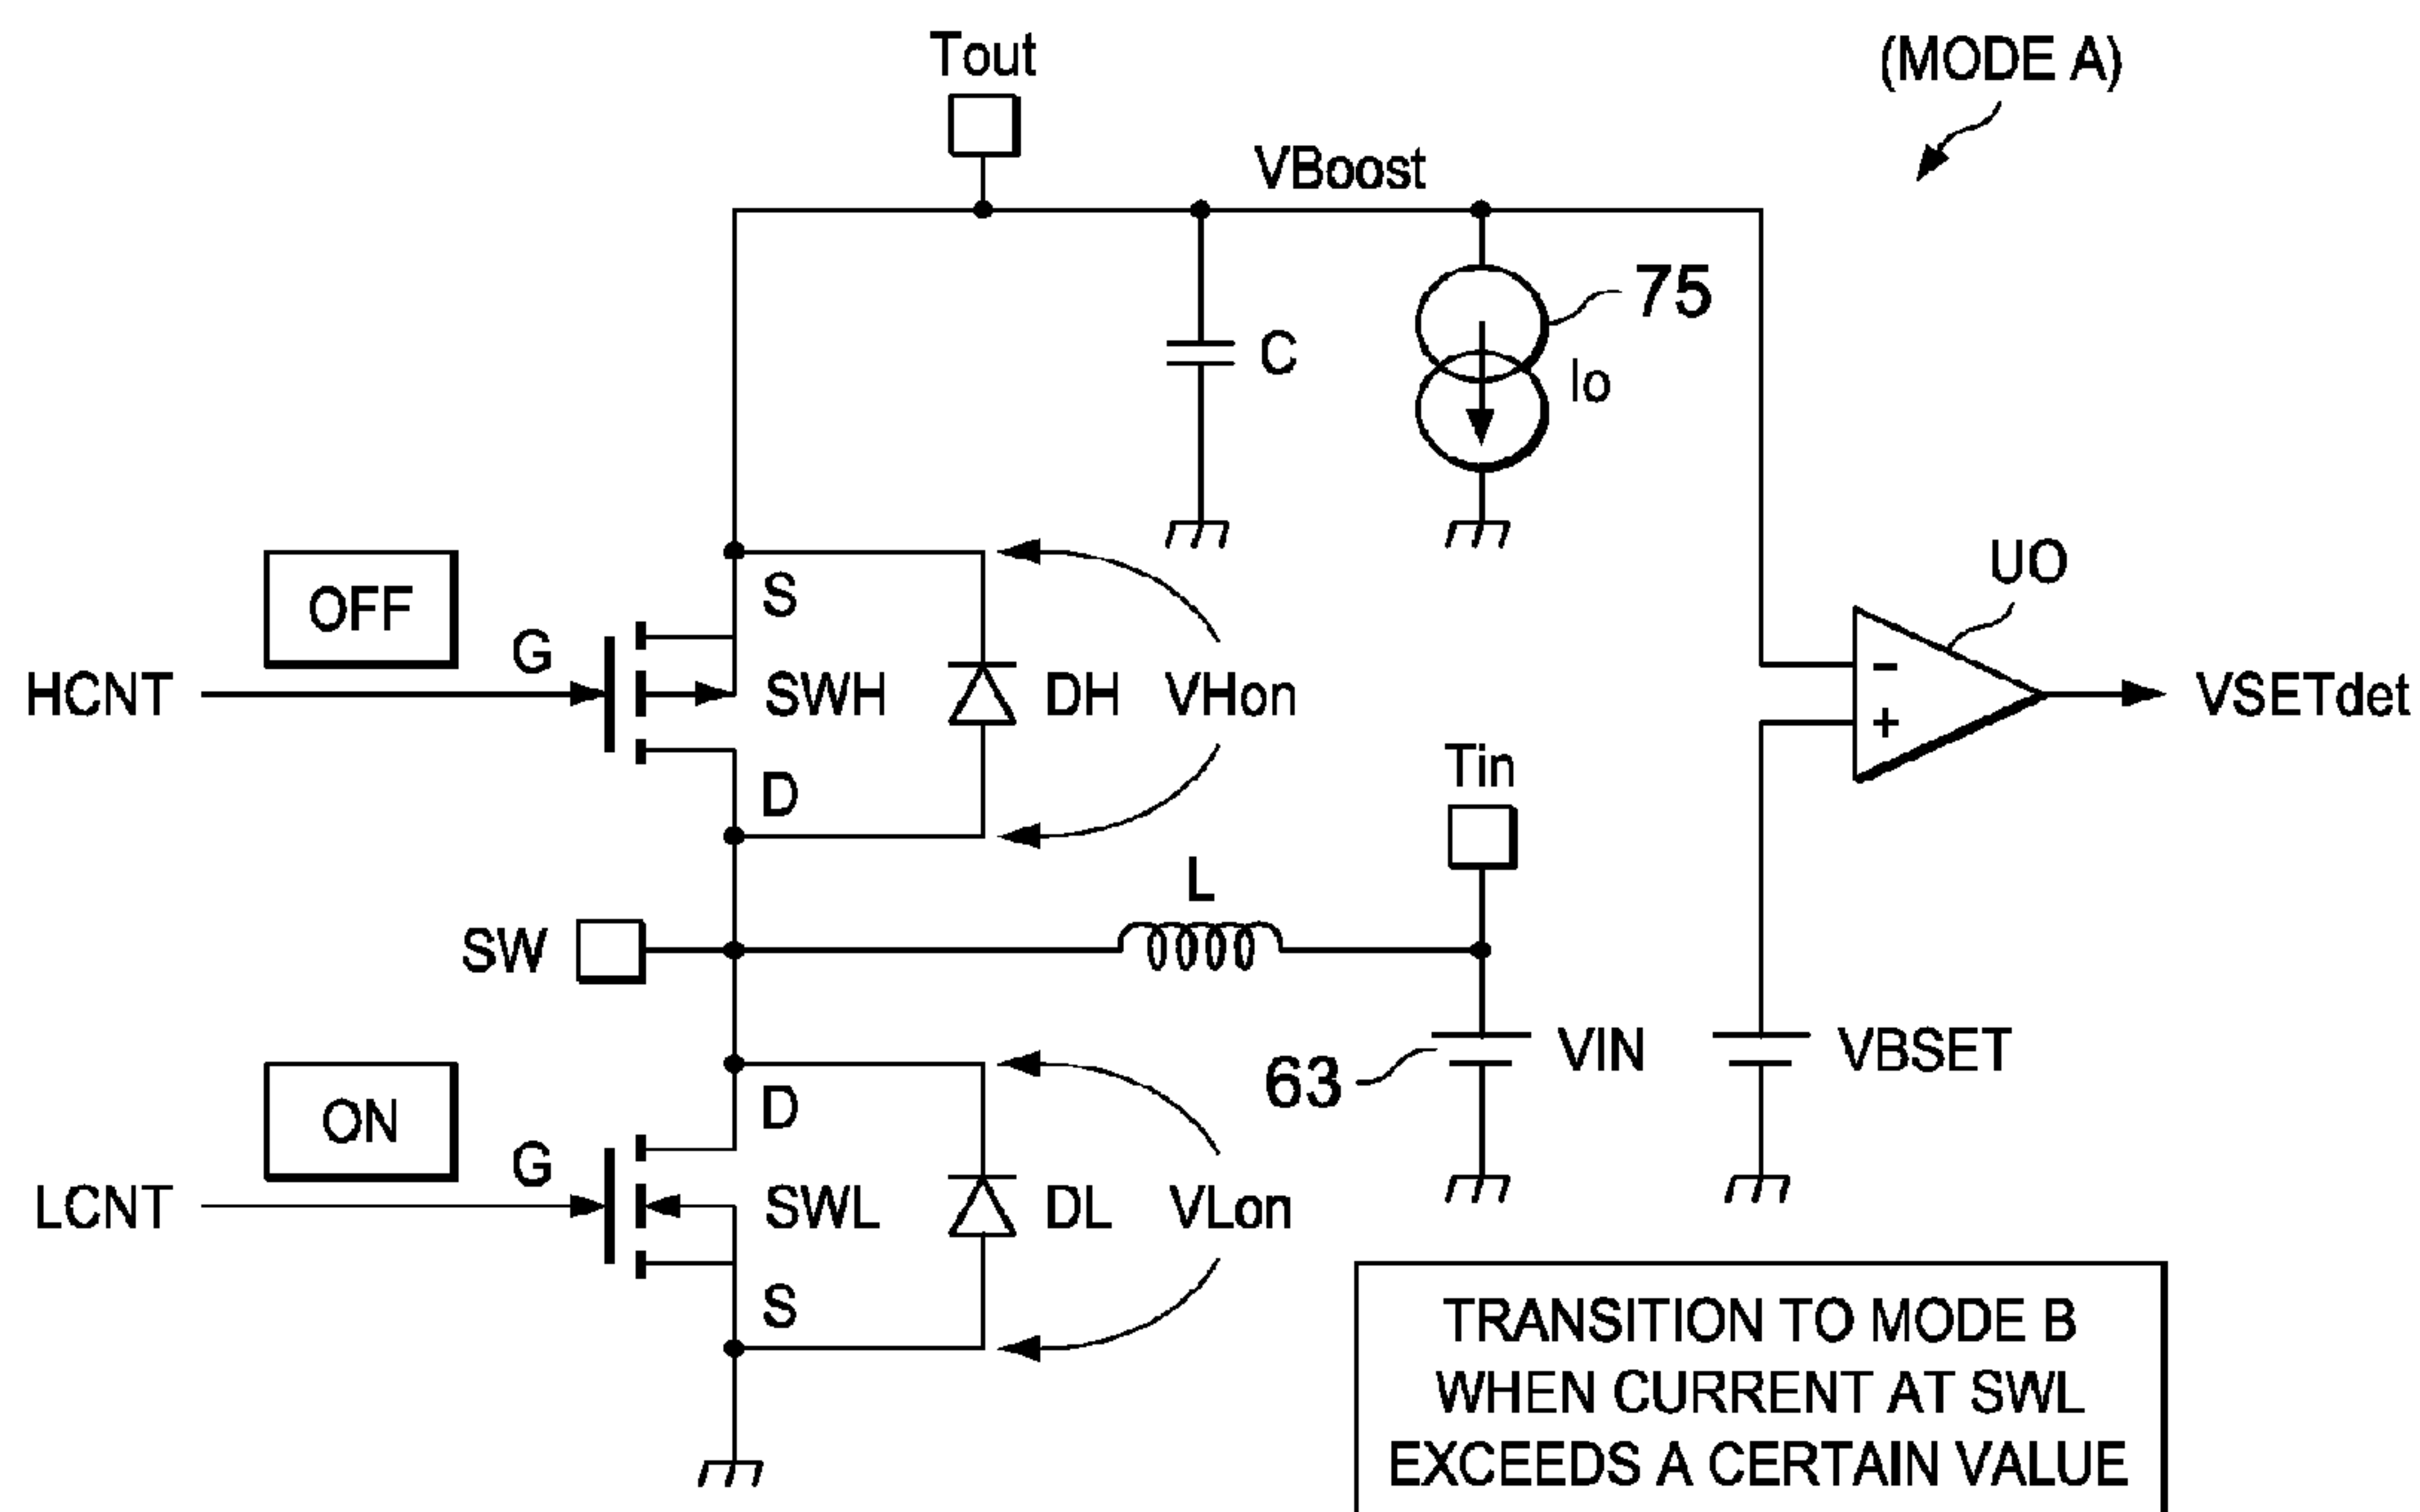 Tout
(MODE A)
VBoost
75
C
Io
UO
OFF
S
G
HCNT
SWH
DH
VHon
-
+
VSETdet
D
Tin
L
SW
VIN
63
VBSET
ON
D
G
LCNT
SWL
DL
VLon
S
TRANSITION TO MODE B
WHEN CURRENT AT SWL
EXCEEDS A CERTAIN VALUE